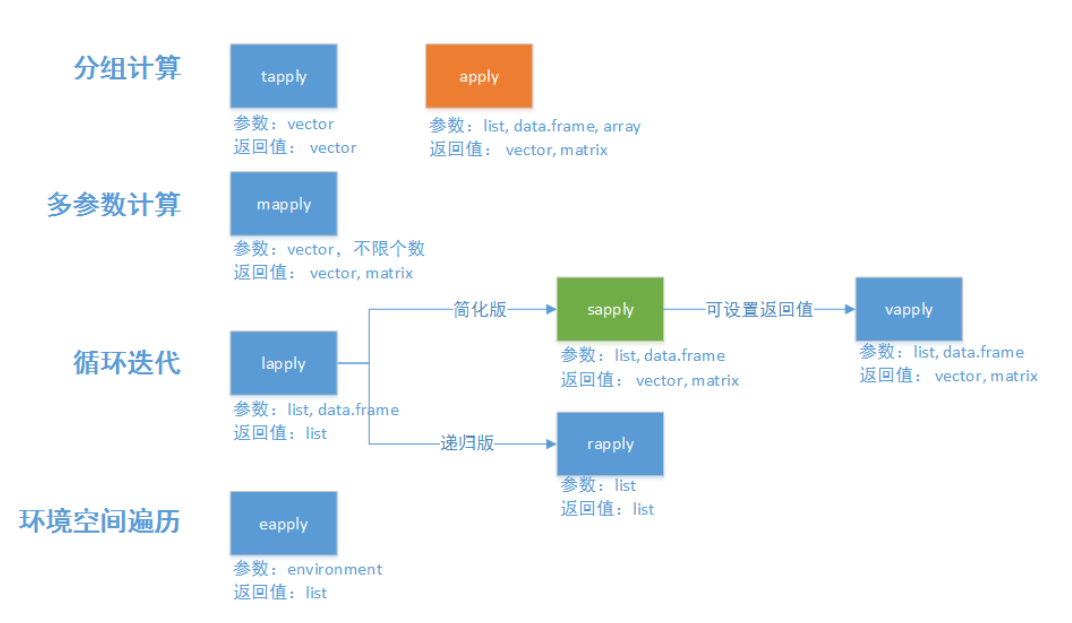 分组计算
tapply
参数：vector
返回值： vector
apply
参数：list, data.frame, array
返回值： vector, matrix
多参数计算
mapply
参数：vector，不限个数
返回值： vector, matrix
循环迭代
lapply
参数：list, data.frame
返回值：list
简化版
sapply
参数：list, data.frame
返回值： vector, matrix
可设置返回值
vapply
参数：list, data.frame
返回值： vector, matrix
递归版
rapply
参数：list
返回值：list
环境空间遍历
eapply
参数：environment
返回值：list